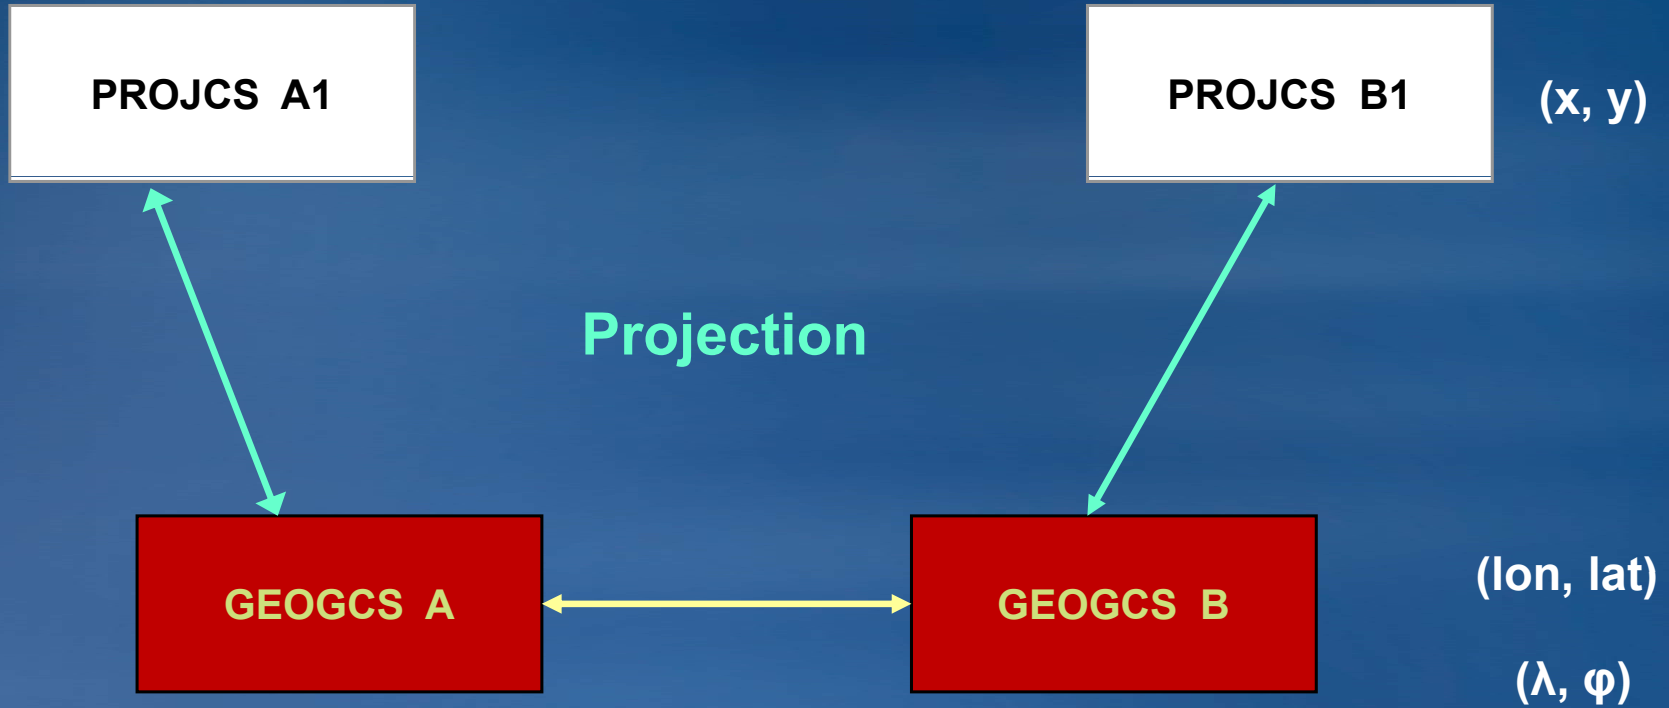 PROJCS A1
PROJCS B1
(x, y)
Projection
GEOGCS A
GEOGCS B
(lon, lat)
(λ, φ)